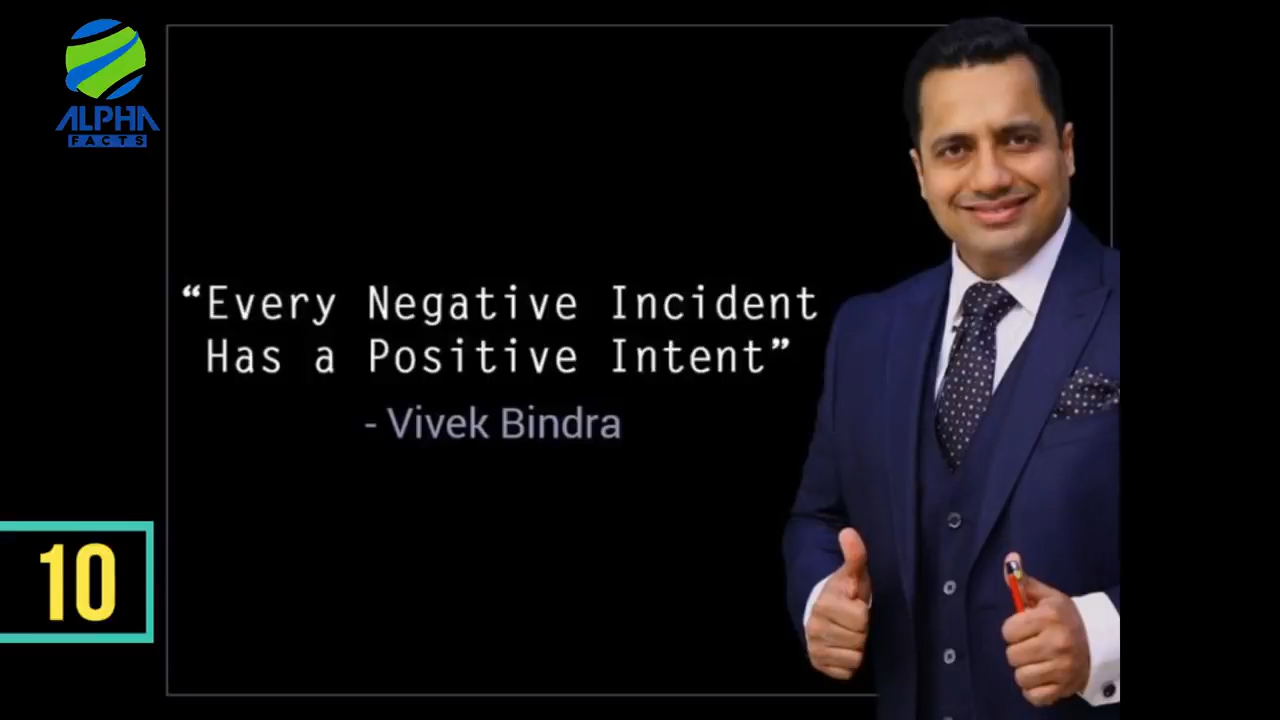 ALPHA
FACTS
“Every Negative Incident
Has a Positive Intent”
- Vivek Bindra
10